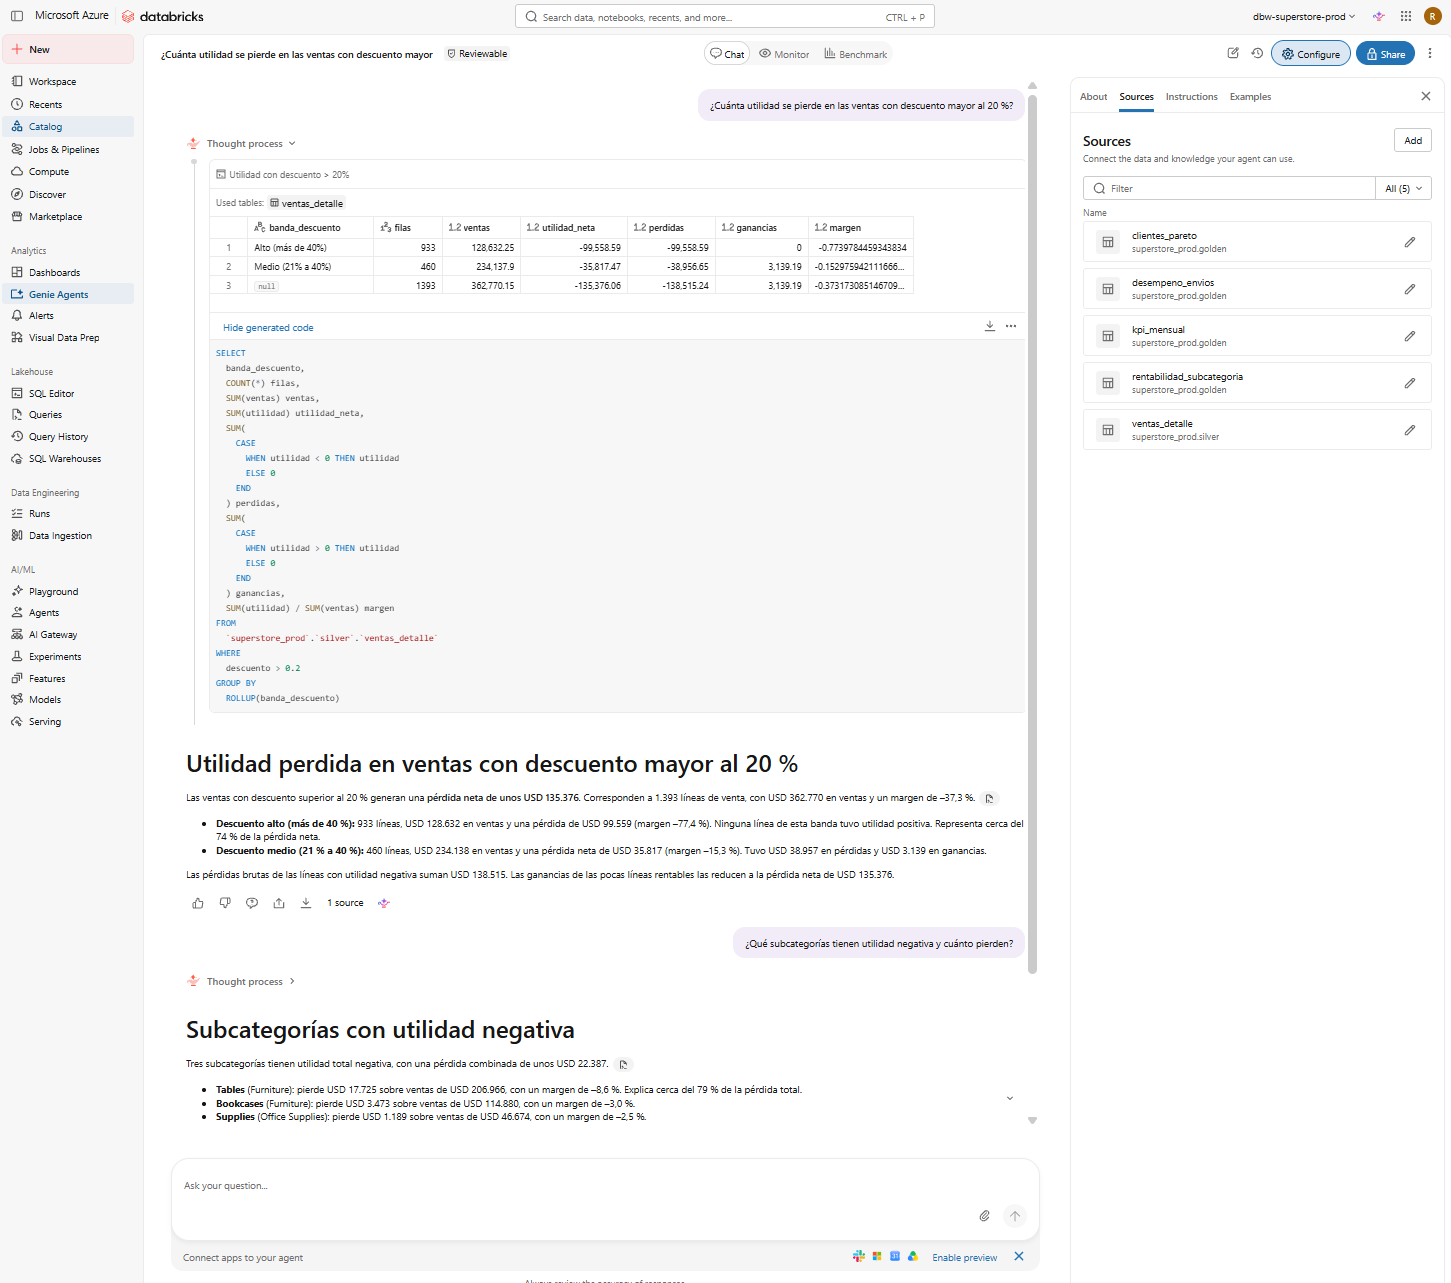 Microsoft Azure databricks
Search data, notebooks, recents, and more... CTRL + P
dbw-superstore-prod R
New
Workspace
Recents
Catalog
Jobs & Pipelines
Compute
Discover
Marketplace
Analytics
Dashboards
Genie Agents
Alerts
Visual Data Prep
Lakehouse
SQL Editor
Queries
Query History
SQL Warehouses
Data Engineering
Runs
Data Ingestion
AI/ML
Playground
Agents
AI Gateway
Experiments
Features
Models
Serving
¿Cuánta utilidad se pierde en las ventas con descuento mayor Reviewable
Chat Monitor Benchmark
Configure Share
¿Cuánta utilidad se pierde en las ventas con descuento mayor al 20 %?
Thought process
Utilidad con descuento > 20%
Used tables: ventas_detalle
banda_descuento filas 1.2 ventas 1.2 utilidad_neta 1.2 perdidas 1.2 ganancias 1.2 margen
1 Alto (más de 40%) 933 128,632.25 -99,558.59 -99,558.59 0 -0.7739784459343834
2 Medio (21% a 40%) 460 234,137.9 -35,817.47 -38,956.65 3,139.19 -0.152975942111666...
3 null 1393 362,770.15 -135,376.06 -138,515.24 3,139.19 -0.373173085146709...
Hide generated code
SELECT
banda_descuento,
COUNT(*) filas,
SUM(ventas) ventas,
SUM(utilidad) utilidad_neta,
SUM(
CASE
WHEN utilidad < 0 THEN utilidad
ELSE 0
END
) perdidas,
SUM(
CASE
WHEN utilidad > 0 THEN utilidad
ELSE 0
END
) ganancias,
SUM(utilidad) / SUM(ventas) margen
FROM
`superstore_prod`.`silver`.`ventas_detalle`
WHERE
descuento > 0.2
GROUP BY
ROLLUP(banda_descuento)
Utilidad perdida en ventas con descuento mayor al 20 %
Las ventas con descuento superior al 20 % generan una pérdida neta de unos USD 135.376. Corresponden a 1.393 líneas de venta, con USD 362.770 en ventas y un margen de –37,3 %.
• Descuento alto (más de 40 %): 933 líneas, USD 128.632 en ventas y una pérdida de USD 99.559 (margen –77,4 %). Ninguna línea de esta banda tuvo utilidad positiva. Representa cerca del
74 % de la pérdida neta.
• Descuento medio (21 % a 40 %): 460 líneas, USD 234.138 en ventas y una pérdida neta de USD 35.817 (margen –15,3 %). Tuvo USD 38.957 en pérdidas y USD 3.139 en ganancias.
Las pérdidas brutas de las líneas con utilidad negativa suman USD 138.515. Las ganancias de las pocas líneas rentables las reducen a la pérdida neta de USD 135.376.
1 source
¿Qué subcategorías tienen utilidad negativa y cuánto pierden?
Thought process
Subcategorías con utilidad negativa
Tres subcategorías tienen utilidad total negativa, con una pérdida combinada de unos USD 22.387.
• Tables (Furniture): pierde USD 17.725 sobre ventas de USD 206.966, con un margen de –8,6 %. Explica cerca del 79 % de la pérdida total.
• Bookcases (Furniture): pierde USD 3.473 sobre ventas de USD 114.880, con un margen de –3,0 %.
• Supplies (Office Supplies): pierde USD 1.189 sobre ventas de USD 46.674, con un margen de –2,5 %.
Ask your question...
Connect apps to your agent
Enable preview
Always review the accuracy of responses.
About Sources Instructions Examples
Sources
Add
Connect the data and knowledge your agent can use.
Filter All (5)
Name
clientes_pareto
superstore_prod.golden
desempeno_envios
superstore_prod.golden
kpi_mensual
superstore_prod.golden
rentabilidad_subcategoria
superstore_prod.golden
ventas_detalle
superstore_prod.silver